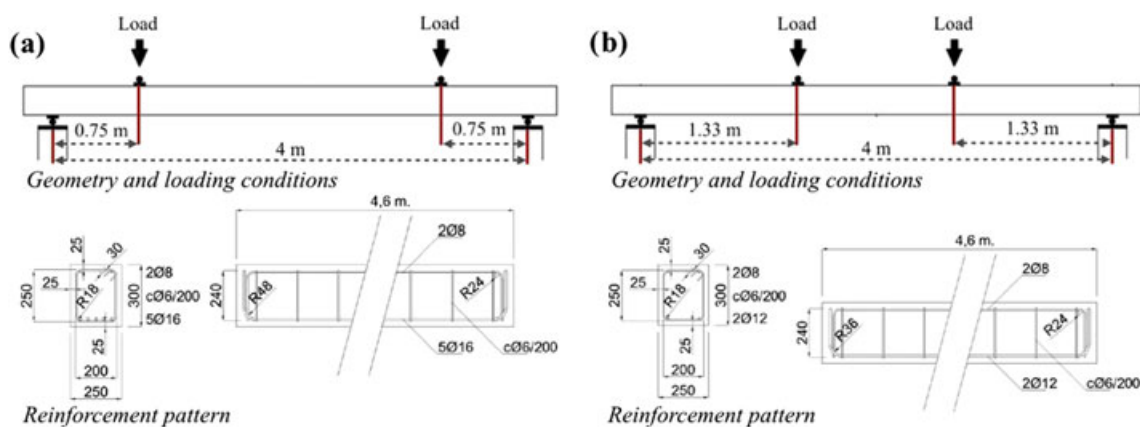 (a)
Load
Load
0.75 m
0.75 m
4 m
Geometry and loading conditions
4,6 m.
25
30
25
250
R18
300
2Ø8
cØ6/200
5Ø16
25
200
250
240
R48
2Ø8
R24
5Ø16
cØ6/200
Reinforcement pattern
(b)
Load
Load
1.33 m
1.33 m
4 m
Geometry and loading conditions
4,6 m.
25
30
25
250
R18
300
2Ø8
cØ6/200
2Ø12
25
200
250
240
R36
2Ø8
R24
2Ø12
cØ6/200
Reinforcement pattern